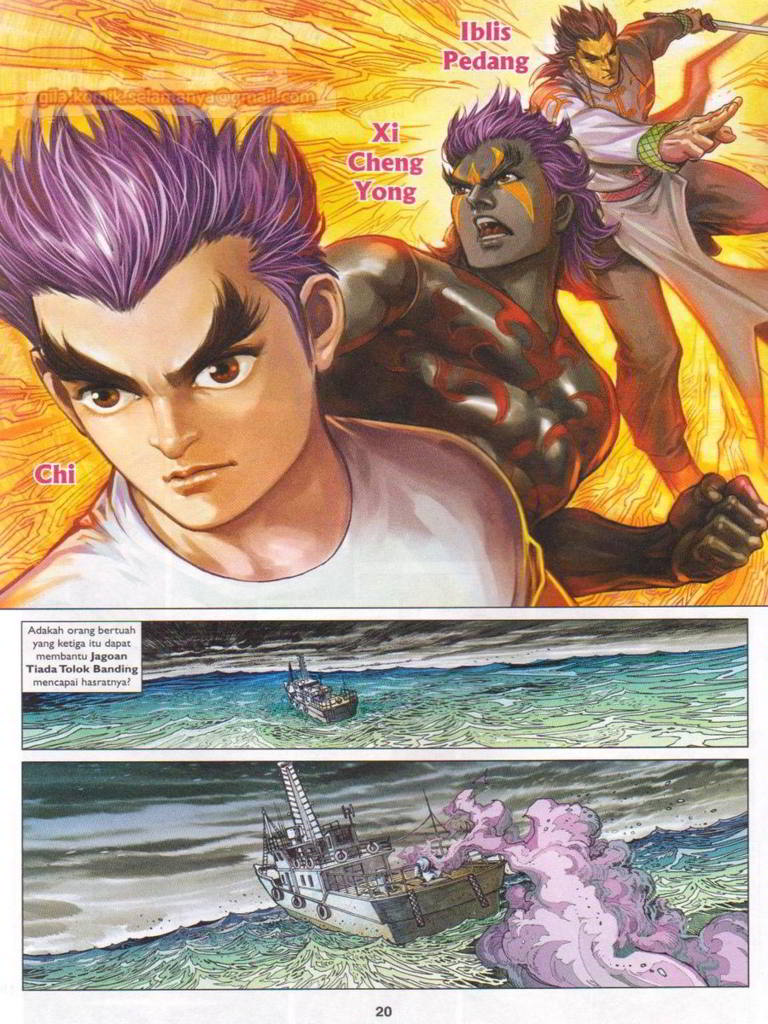 Iblis
Pedang
gila.komik.selamanya@gmail.com
Xi
Cheng
Yong
Chi
Adakah orang bertuah
yang ketiga itu dapat
membantu Jagoan
Tiada Tolok Banding
mencapai hasratnya?
20